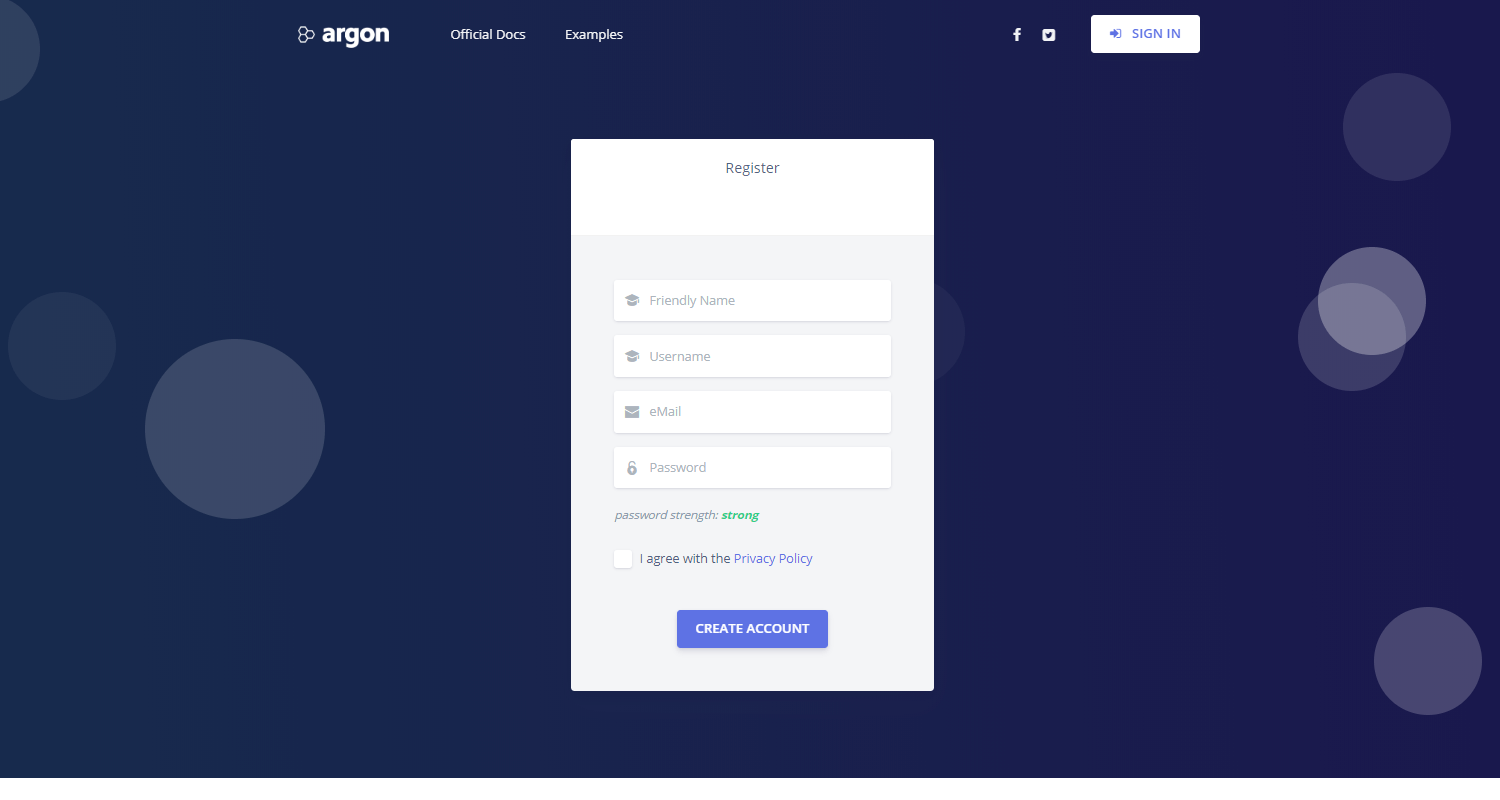 argon Official Docs Examples SIGN IN
Register
Friendly Name
Username
eMail
Password
password strength: strong
I agree with the Privacy Policy
CREATE ACCOUNT